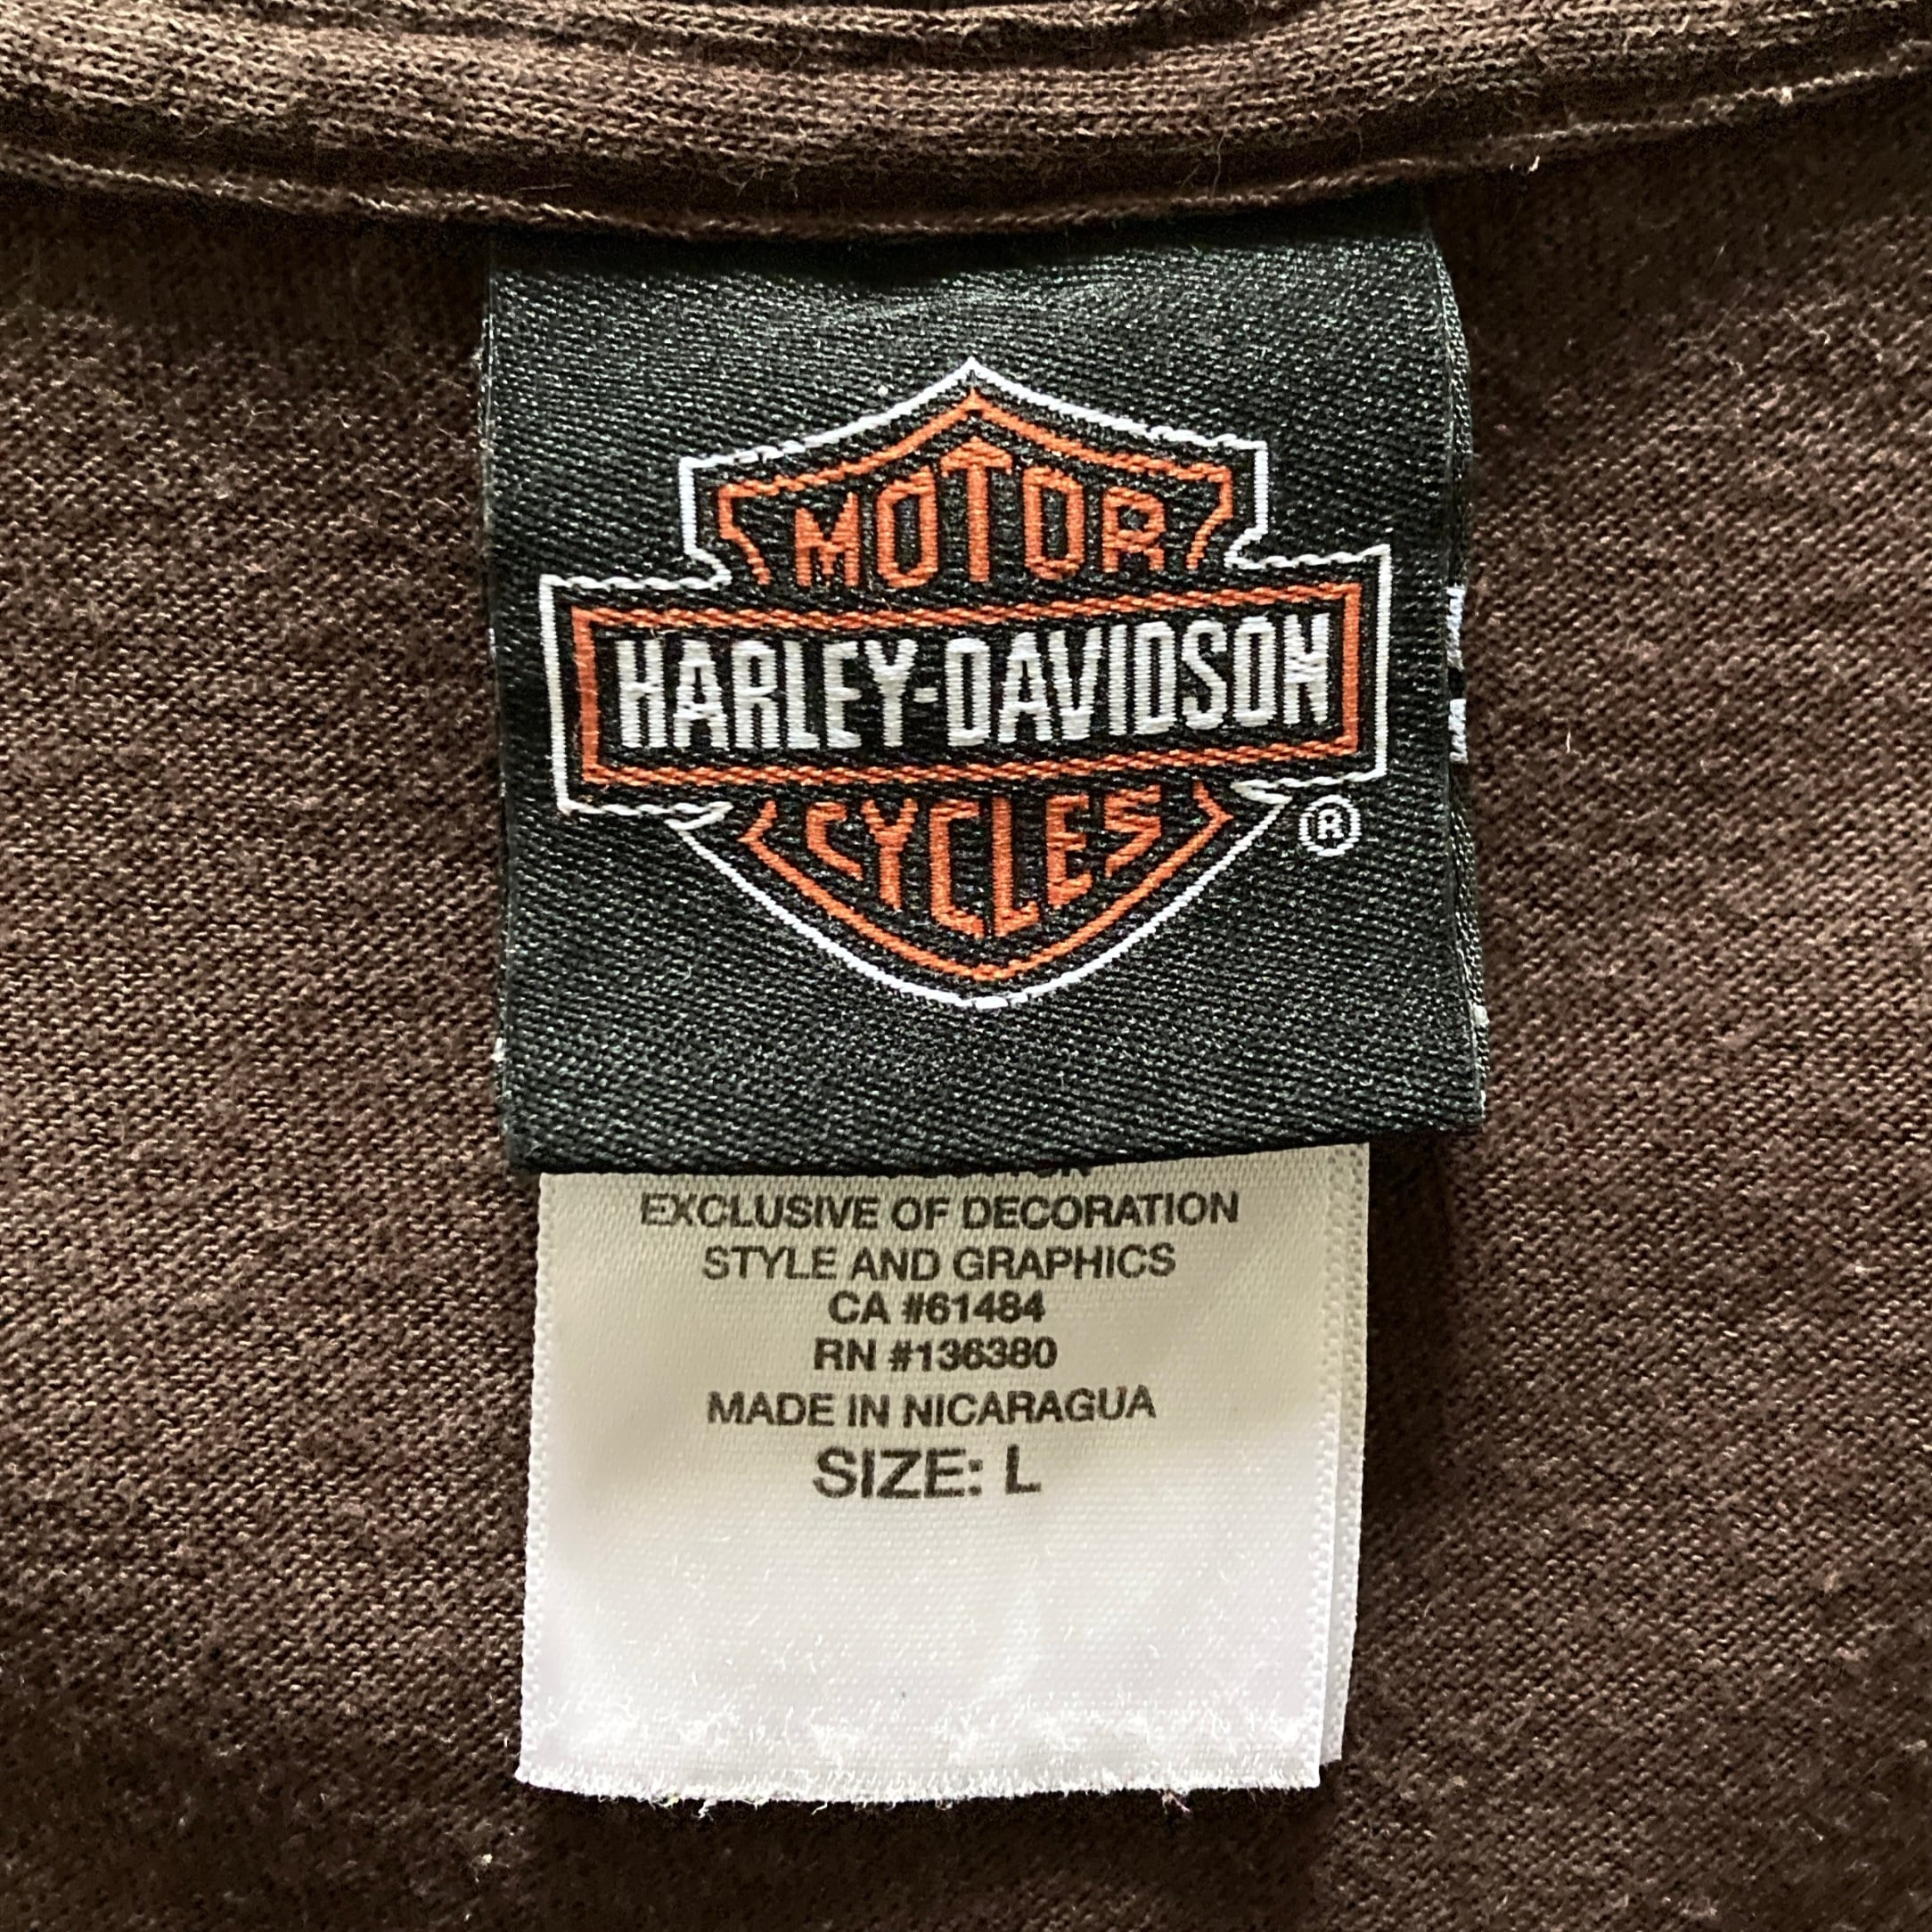 MOTOR
HARLEY-DAVIDSON
CYCLES
®
EXCLUSIVE OF DECORATION
STYLE AND GRAPHICS
CA #61484
RN #136380
MADE IN NICARAGUA
SIZE: L